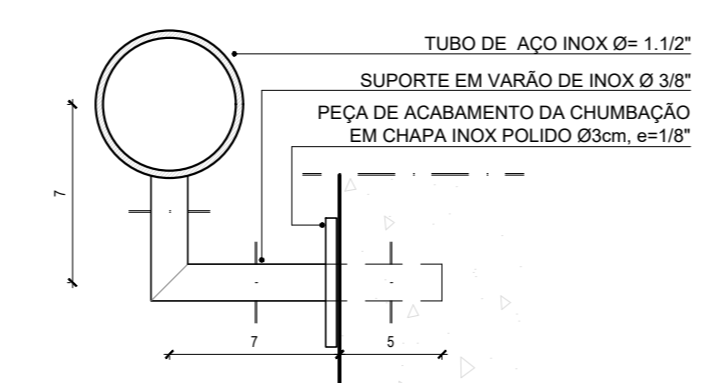 TUBO DE AÇO INOX Ø= 1.1/2"
SUPORTE EM VARÃO DE INOX Ø 3/8"
PEÇA DE ACABAMENTO DA CHUMBAÇÃO
EM CHAPA INOX POLIDO Ø3cm, e=1/8"
7
7
5